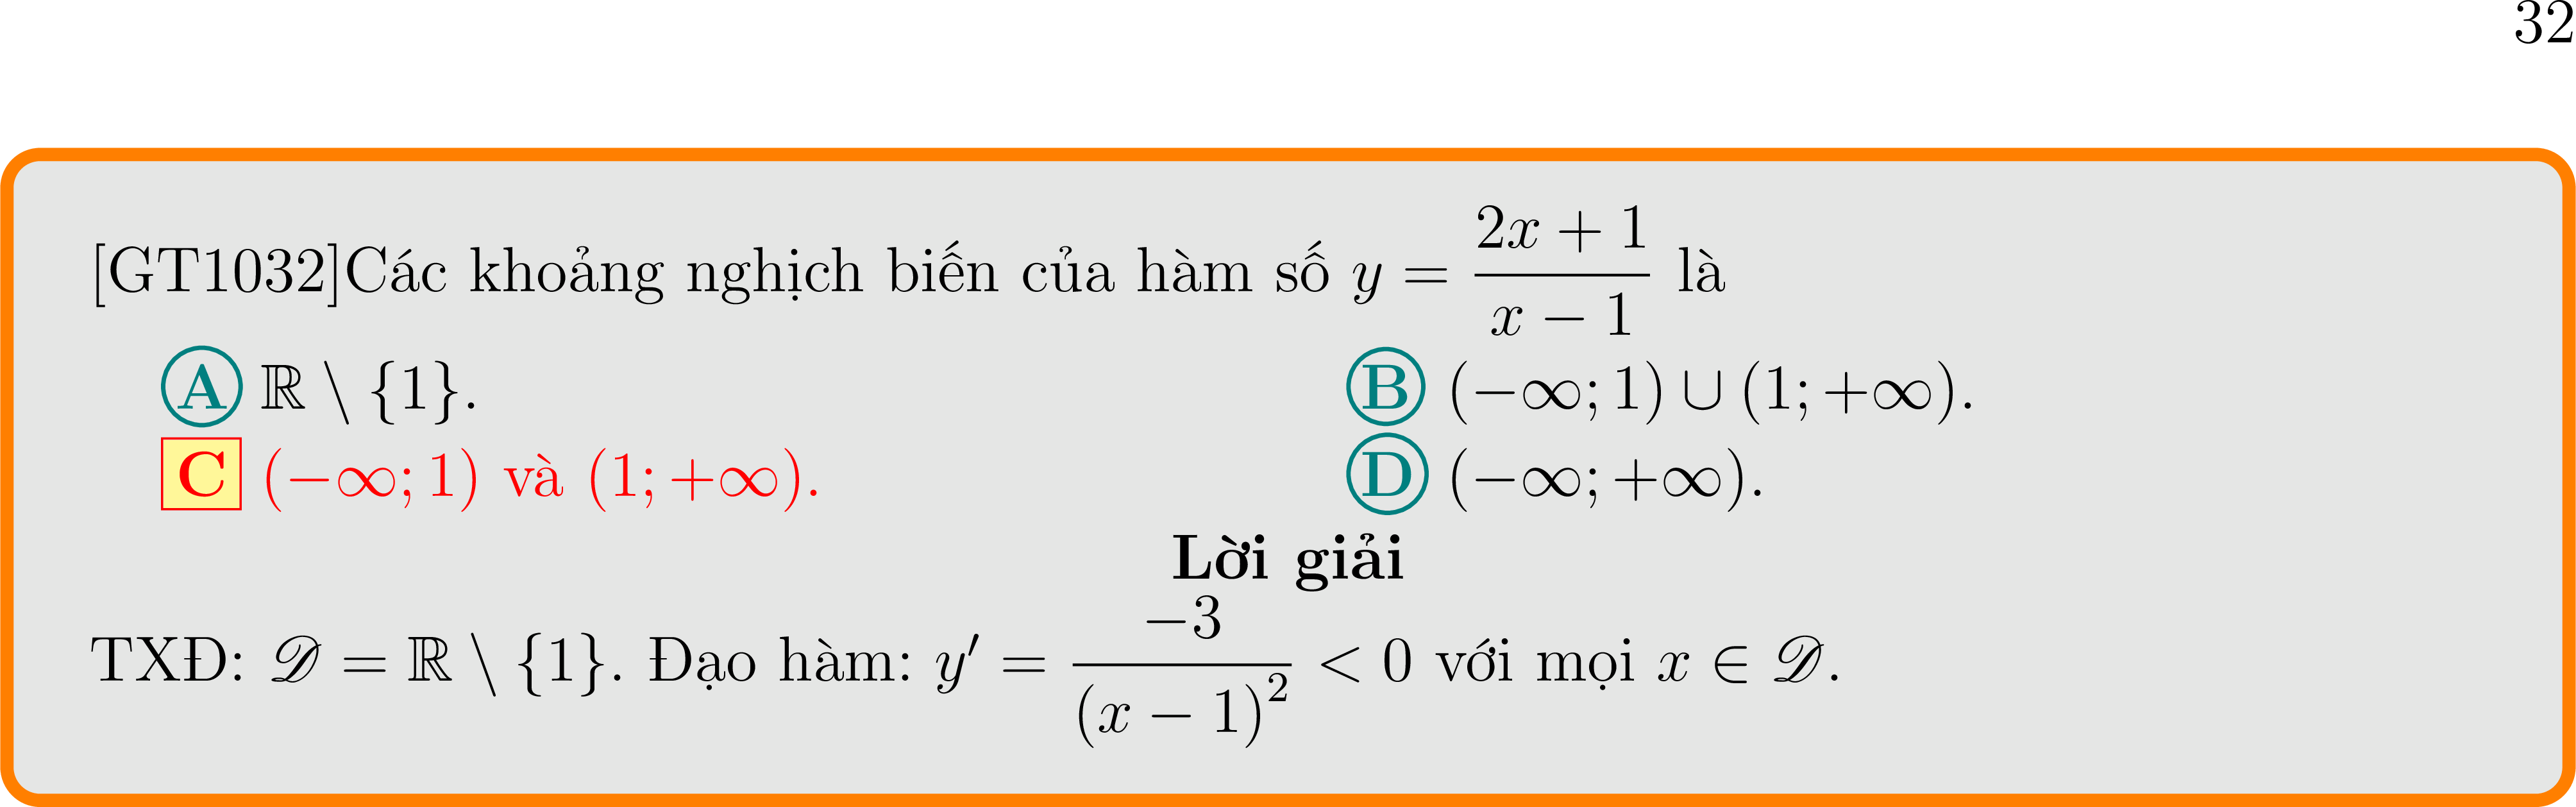 32
[GT1032]Các khoảng nghịch biến của hàm số $y = \dfrac{2x+1}{x-1}$ là
A $\mathbb{R} \setminus \{1\}$. B $(-\infty; 1) \cup (1; +\infty)$.
C $(-\infty; 1)$ và $(1; +\infty)$. D $(-\infty; +\infty)$.
Lời giải
TXĐ: $\mathscr{D} = \mathbb{R} \setminus \{1\}$. Đạo hàm: $y' = \dfrac{-3}{(x-1)^2} < 0$ với mọi $x \in \mathscr{D}$.